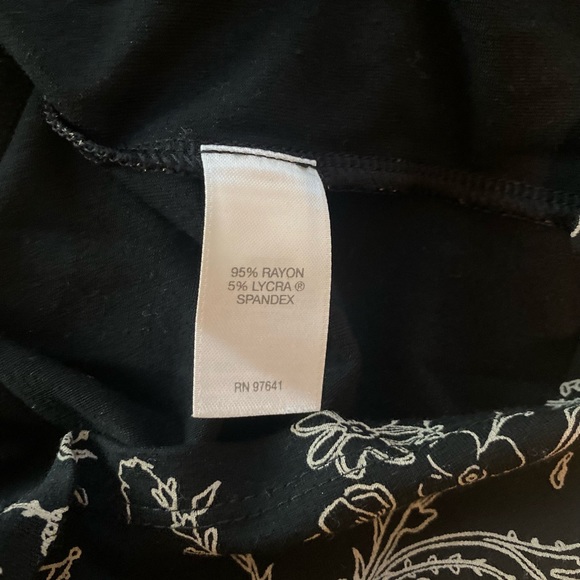 95% RAYON
5% LYCRA ®
SPANDEX
RN 97641